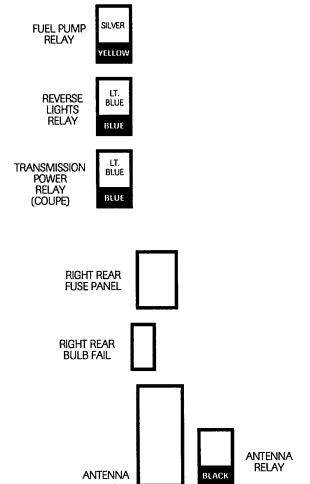 FUEL PUMP
RELAY
SILVER
YELLOW
REVERSE
LIGHTS
RELAY
LT.
BLUE
BLUE
TRANSMISSION
POWER
RELAY
(COUPE)
LT.
BLUE
BLUE
RIGHT REAR
FUSE PANEL
RIGHT REAR
BULB FAIL
ANTENNA
BLACK
ANTENNA
RELAY